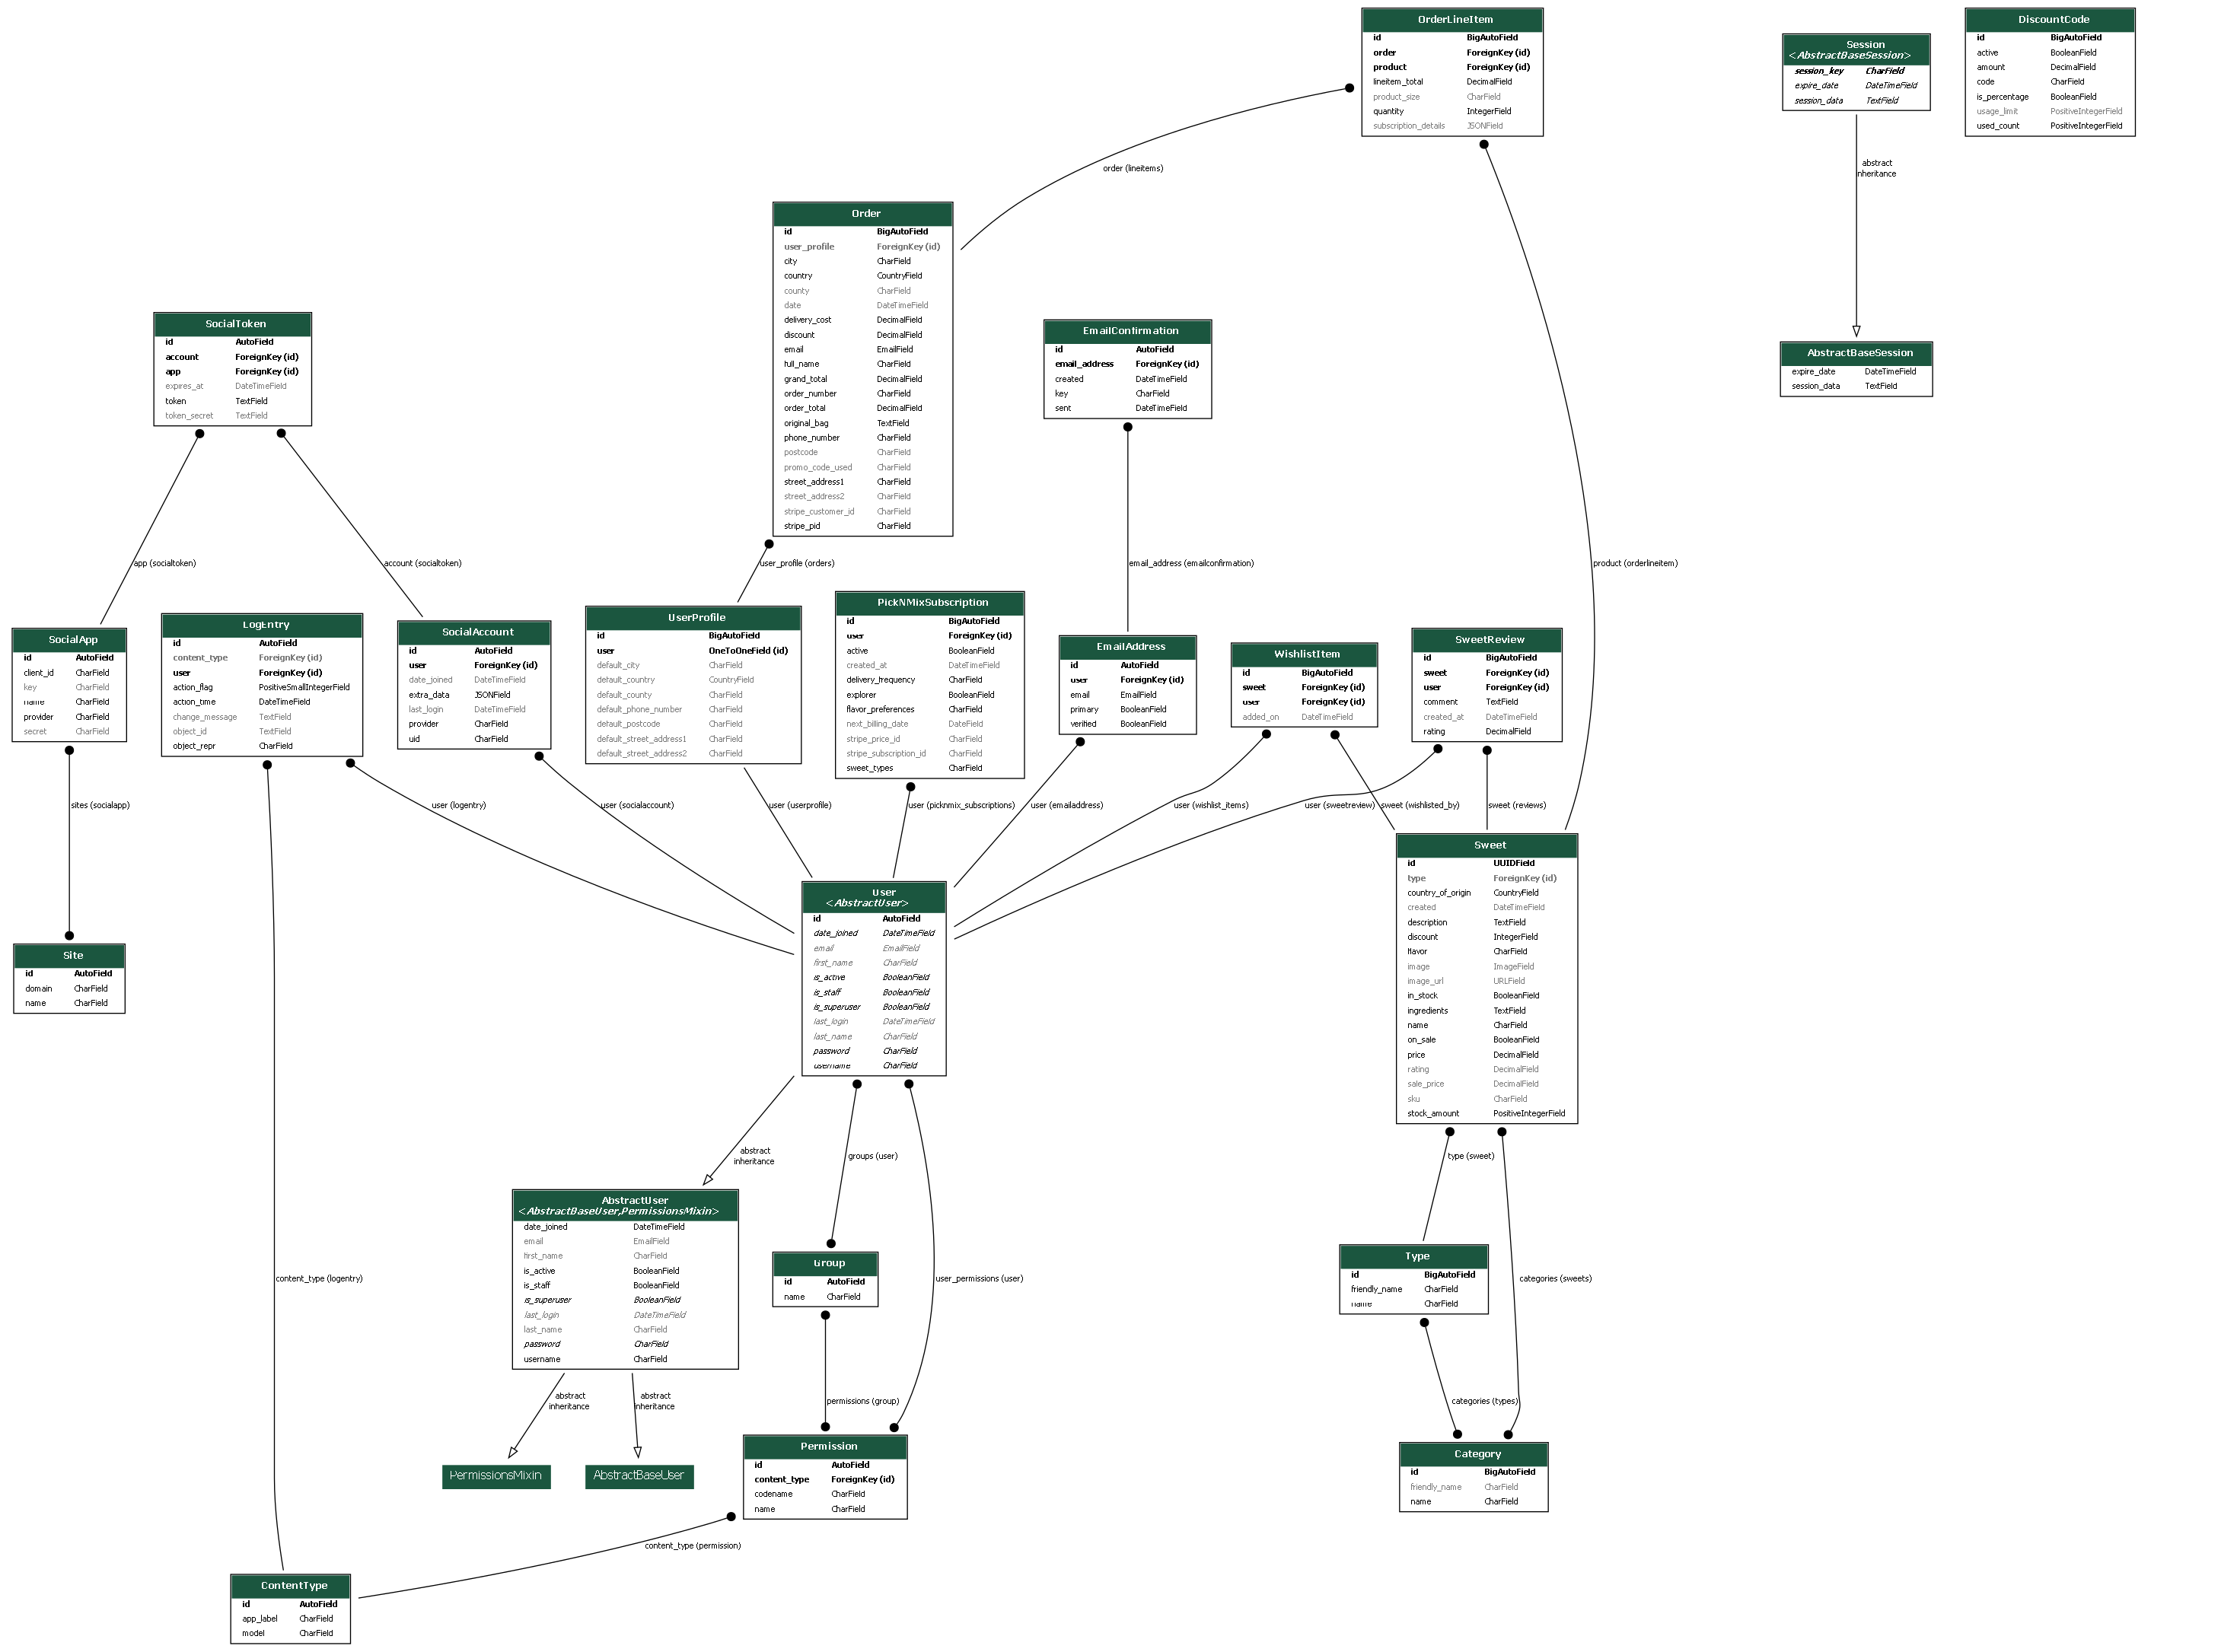 OrderLineItem
id BigAutoField
order ForeignKey (id)
product ForeignKey (id)
lineitem_total DecimalField
product_size CharField
quantity IntegerField
subscription_details JSONField
Session
<AbstractBaseSession>
session_key CharField
expire_date DateTimeField
session_data TextField
DiscountCode
id BigAutoField
active BooleanField
amount DecimalField
code CharField
is_percentage BooleanField
usage_limit PositiveIntegerField
used_count PositiveIntegerField
order (lineitems)
abstract
inheritance
Order
id BigAutoField
user_profile ForeignKey (id)
city CharField
country CountryField
county CharField
date DateTimeField
delivery_cost DecimalField
discount DecimalField
email EmailField
full_name CharField
grand_total DecimalField
order_number CharField
order_total DecimalField
original_bag TextField
phone_number CharField
postcode CharField
promo_code_used CharField
street_address1 CharField
street_address2 CharField
stripe_customer_id CharField
stripe_pid CharField
SocialToken
id AutoField
account ForeignKey (id)
app ForeignKey (id)
expires_at DateTimeField
token TextField
token_secret TextField
EmailConfirmation
id AutoField
email_address ForeignKey (id)
created DateTimeField
key CharField
sent DateTimeField
AbstractBaseSession
expire_date DateTimeField
session_data TextField
app (socialtoken)
account (socialtoken)
user_profile (orders)
email_address (emailconfirmation)
product (orderlineitem)
SocialApp
id AutoField
client_id CharField
key CharField
name CharField
provider CharField
secret CharField
LogEntry
id AutoField
content_type ForeignKey (id)
user ForeignKey (id)
action_flag PositiveSmallIntegerField
action_time DateTimeField
change_message TextField
object_id TextField
object_repr CharField
SocialAccount
id AutoField
user ForeignKey (id)
date_joined DateTimeField
extra_data JSONField
last_login DateTimeField
provider CharField
uid CharField
UserProfile
id BigAutoField
user OneToOneField (id)
default_city CharField
default_country CountryField
default_county CharField
default_phone_number CharField
default_postcode CharField
default_street_address1 CharField
default_street_address2 CharField
PickNMixSubscription
id BigAutoField
user ForeignKey (id)
active BooleanField
created_at DateTimeField
delivery_frequency CharField
explorer BooleanField
flavor_preferences CharField
next_billing_date DateField
stripe_price_id CharField
stripe_subscription_id CharField
sweet_types CharField
EmailAddress
id AutoField
user ForeignKey (id)
email EmailField
primary BooleanField
verified BooleanField
WishlistItem
id BigAutoField
sweet ForeignKey (id)
user ForeignKey (id)
added_on DateTimeField
SweetReview
id BigAutoField
sweet ForeignKey (id)
user ForeignKey (id)
comment TextField
created_at DateTimeField
rating DecimalField
sites (socialapp)
user (logentry)
user (socialaccount)
user (userprofile)
user (picknmix_subscriptions)
user (emailaddress)
user (wishlist_items)
user (sweetreview)
sweet (wishlisted_by)
sweet (reviews)
Site
id AutoField
domain CharField
name CharField
User
<AbstractUser>
id AutoField
date_joined DateTimeField
email EmailField
first_name CharField
is_active BooleanField
is_staff BooleanField
is_superuser BooleanField
last_login DateTimeField
last_name CharField
password CharField
username CharField
Sweet
id UUIDField
type ForeignKey (id)
country_of_origin CountryField
created DateTimeField
description TextField
discount IntegerField
flavor CharField
image ImageField
image_url URLField
in_stock BooleanField
ingredients TextField
name CharField
on_sale BooleanField
price DecimalField
rating DecimalField
sale_price DecimalField
sku CharField
stock_amount PositiveIntegerField
abstract
inheritance
groups (user)
type (sweet)
AbstractUser
<AbstractBaseUser,PermissionsMixin>
date_joined DateTimeField
email EmailField
first_name CharField
is_active BooleanField
is_staff BooleanField
is_superuser BooleanField
last_login DateTimeField
last_name CharField
password CharField
username CharField
Group
id AutoField
name CharField
content_type (logentry)
user_permissions (user)
Type
id BigAutoField
friendly_name CharField
name CharField
categories (sweets)
abstract
inheritance
abstract
inheritance
permissions (group)
categories (types)
PermissionsMixin
AbstractBaseUser
Permission
id AutoField
content_type ForeignKey (id)
codename CharField
name CharField
Category
id BigAutoField
friendly_name CharField
name CharField
content_type (permission)
ContentType
id AutoField
app_label CharField
model CharField